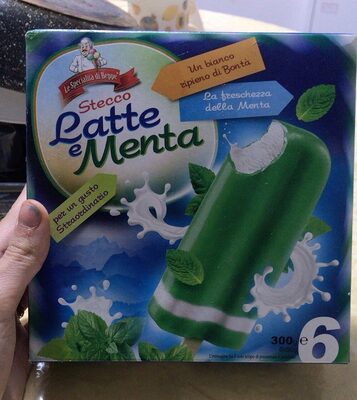 Le Specialità di Beppe
Un bianco
ripieno di Bontà
Stecco
Latte
e Menta
La freschezza
della Menta
per un gusto
Straordinario
300g e
6